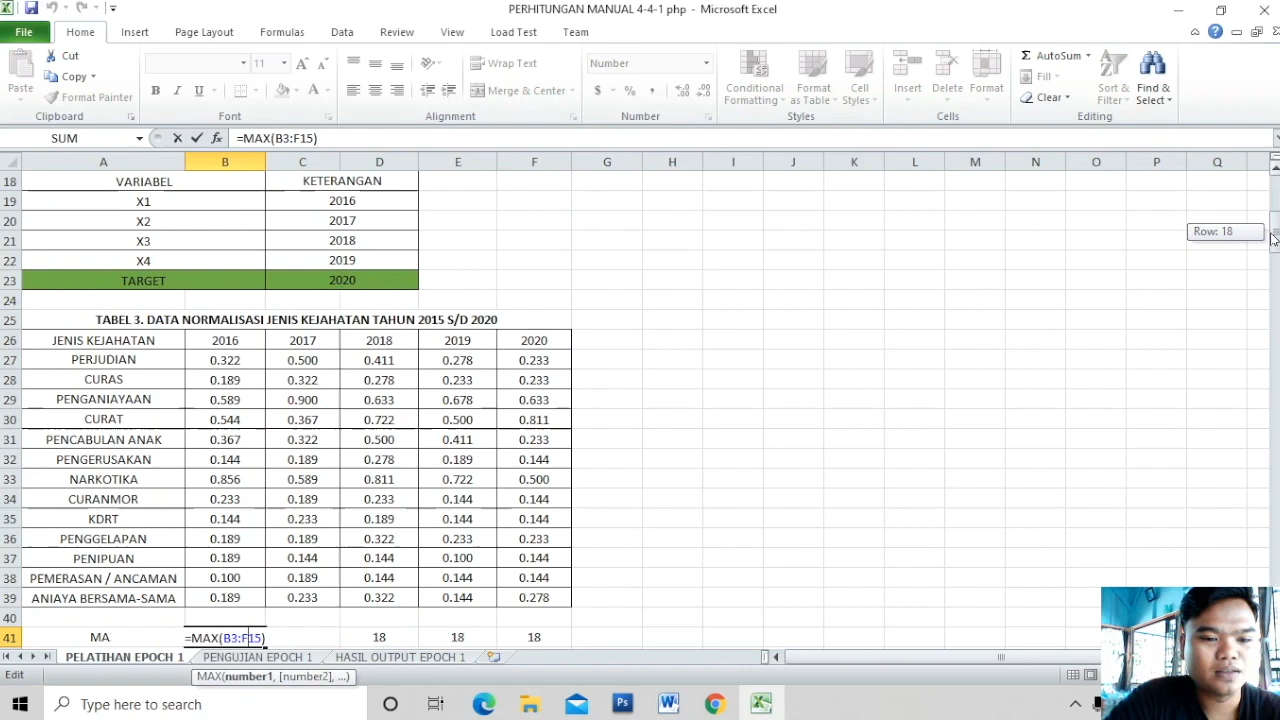 PERHITUNGAN MANUAL 4-4-1 php - Microsoft Excel
File Home Insert Page Layout Formulas Data Review View Load Test Team
Paste Cut Copy Format Painter Clipboard
11 A A B I U A Font
Wrap Text Merge & Center Alignment
Number $ % , Number
Conditional Formatting Format as Table Cell Styles Styles
Insert Delete Format Cells
Σ AutoSum Fill Clear Sort & Filter Find & Select Editing
SUM fx =MAX(B3:F15)
A B C D E F G H I J K L M N O P Q
18 VARIABEL KETERANGAN
19 X1 2016
20 X2 2017
Row: 18
21 X3 2018
22 X4 2019
23 TARGET 2020
24
25 TABEL 3. DATA NORMALISASI JENIS KEJAHATAN TAHUN 2015 S/D 2020
26 JENIS KEJAHATAN 2016 2017 2018 2019 2020
27 PERJUDIAN 0.322 0.500 0.411 0.278 0.233
28 CURAS 0.189 0.322 0.278 0.233 0.233
29 PENGANIAYAAN 0.589 0.900 0.633 0.678 0.633
30 CURAT 0.544 0.367 0.722 0.500 0.811
31 PENCABULAN ANAK 0.367 0.322 0.500 0.411 0.233
32 PENGERUSAKAN 0.144 0.189 0.278 0.189 0.144
33 NARKOTIKA 0.856 0.589 0.811 0.722 0.500
34 CURANMOR 0.233 0.189 0.233 0.144 0.144
35 KDRT 0.144 0.233 0.189 0.144 0.144
36 PENGGELAPAN 0.189 0.189 0.322 0.233 0.233
37 PENIPUAN 0.189 0.144 0.144 0.100 0.144
38 PEMERASAN / ANCAMAN 0.100 0.189 0.144 0.144 0.144
39 ANIAYA BERSAMA-SAMA 0.189 0.233 0.322 0.144 0.278
40
41 MA =MAX(B3:F15) 18 18 18
PELATIHAN EPOCH 1 PENGUJIAN EPOCH 1 HASIL OUTPUT EPOCH 1
Edit MAX(number1, [number2], ...)
Type here to search